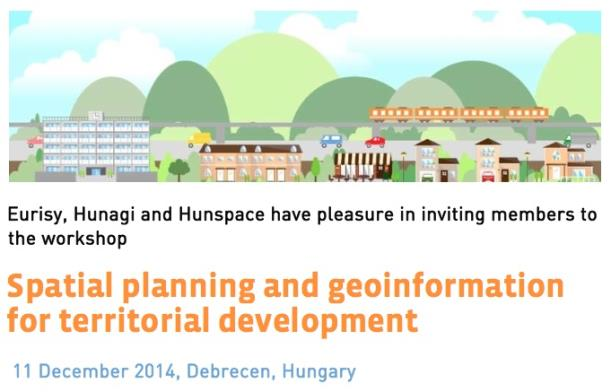 Eurisy, Hunagi and Hunspace have pleasure in inviting members to
the workshop
Spatial planning and geoinformation
for territorial development
11 December 2014, Debrecen, Hungary